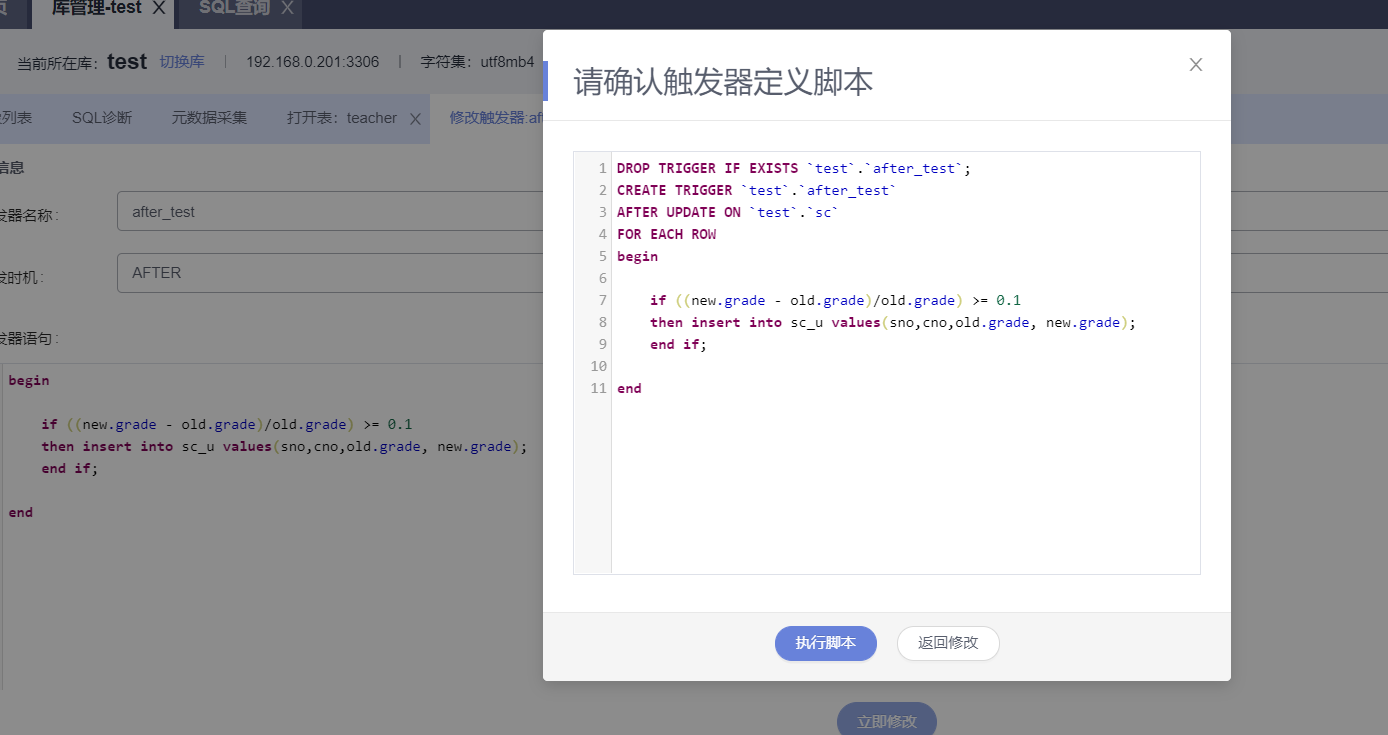 页
库管理-test
SQL查询
当前所在库：test 切换库 | 192.168.0.201:3306 | 字符集：utf8mb4
列表 SQL诊断 元数据采集 打开表：teacher 修改触发器:aft
信息
发器名称：
after_test
发时机：
AFTER
发器语句：
begin
if ((new.grade - old.grade)/old.grade) >= 0.1
then insert into sc_u values(sno,cno,old.grade, new.grade);
end if;
end
立即修改
请确认触发器定义脚本
1 DROP TRIGGER IF EXISTS `test`.`after_test`;
2 CREATE TRIGGER `test`.`after_test`
3 AFTER UPDATE ON `test`.`sc`
4 FOR EACH ROW
5 begin
6
7 if ((new.grade - old.grade)/old.grade) >= 0.1
8 then insert into sc_u values(sno,cno,old.grade, new.grade);
9 end if;
10
11 end
执行脚本 返回修改